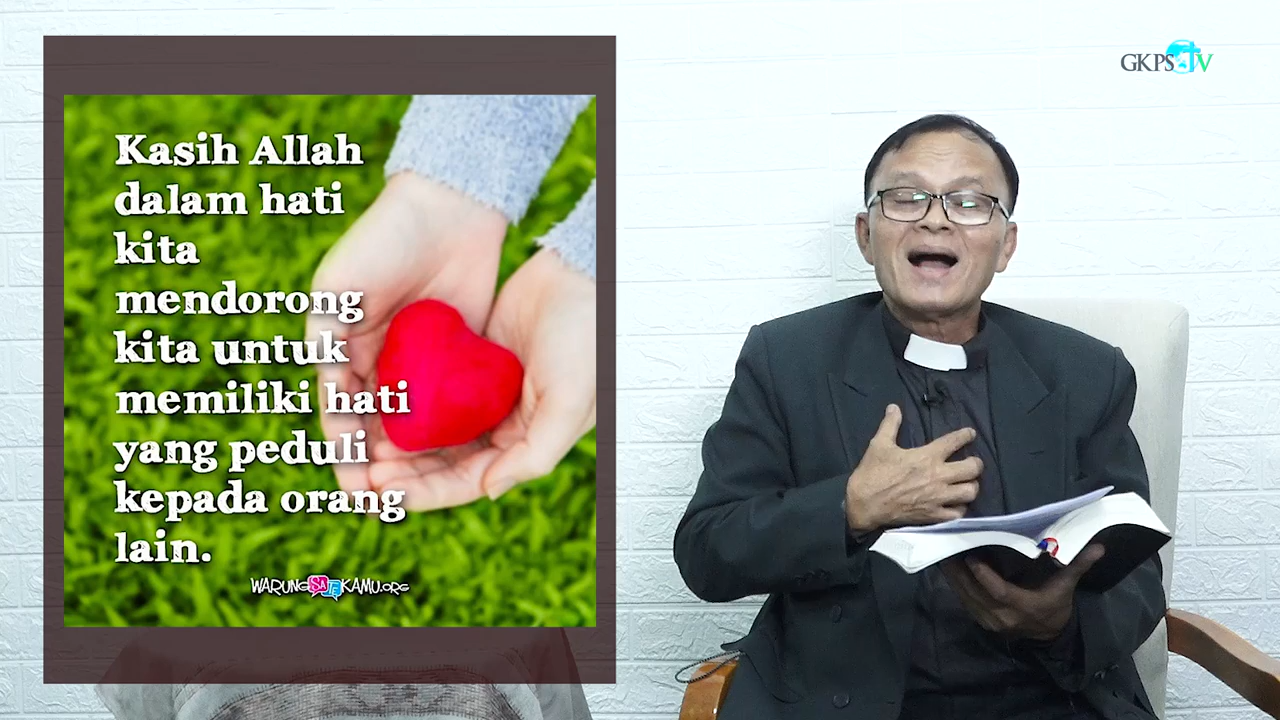 Kasih Allah
dalam hati
kita
mendorong
kita untuk
memiliki hati
yang peduli
kepada orang
lain.
WARUNGSATEKAMU.ORG
GKPS TV